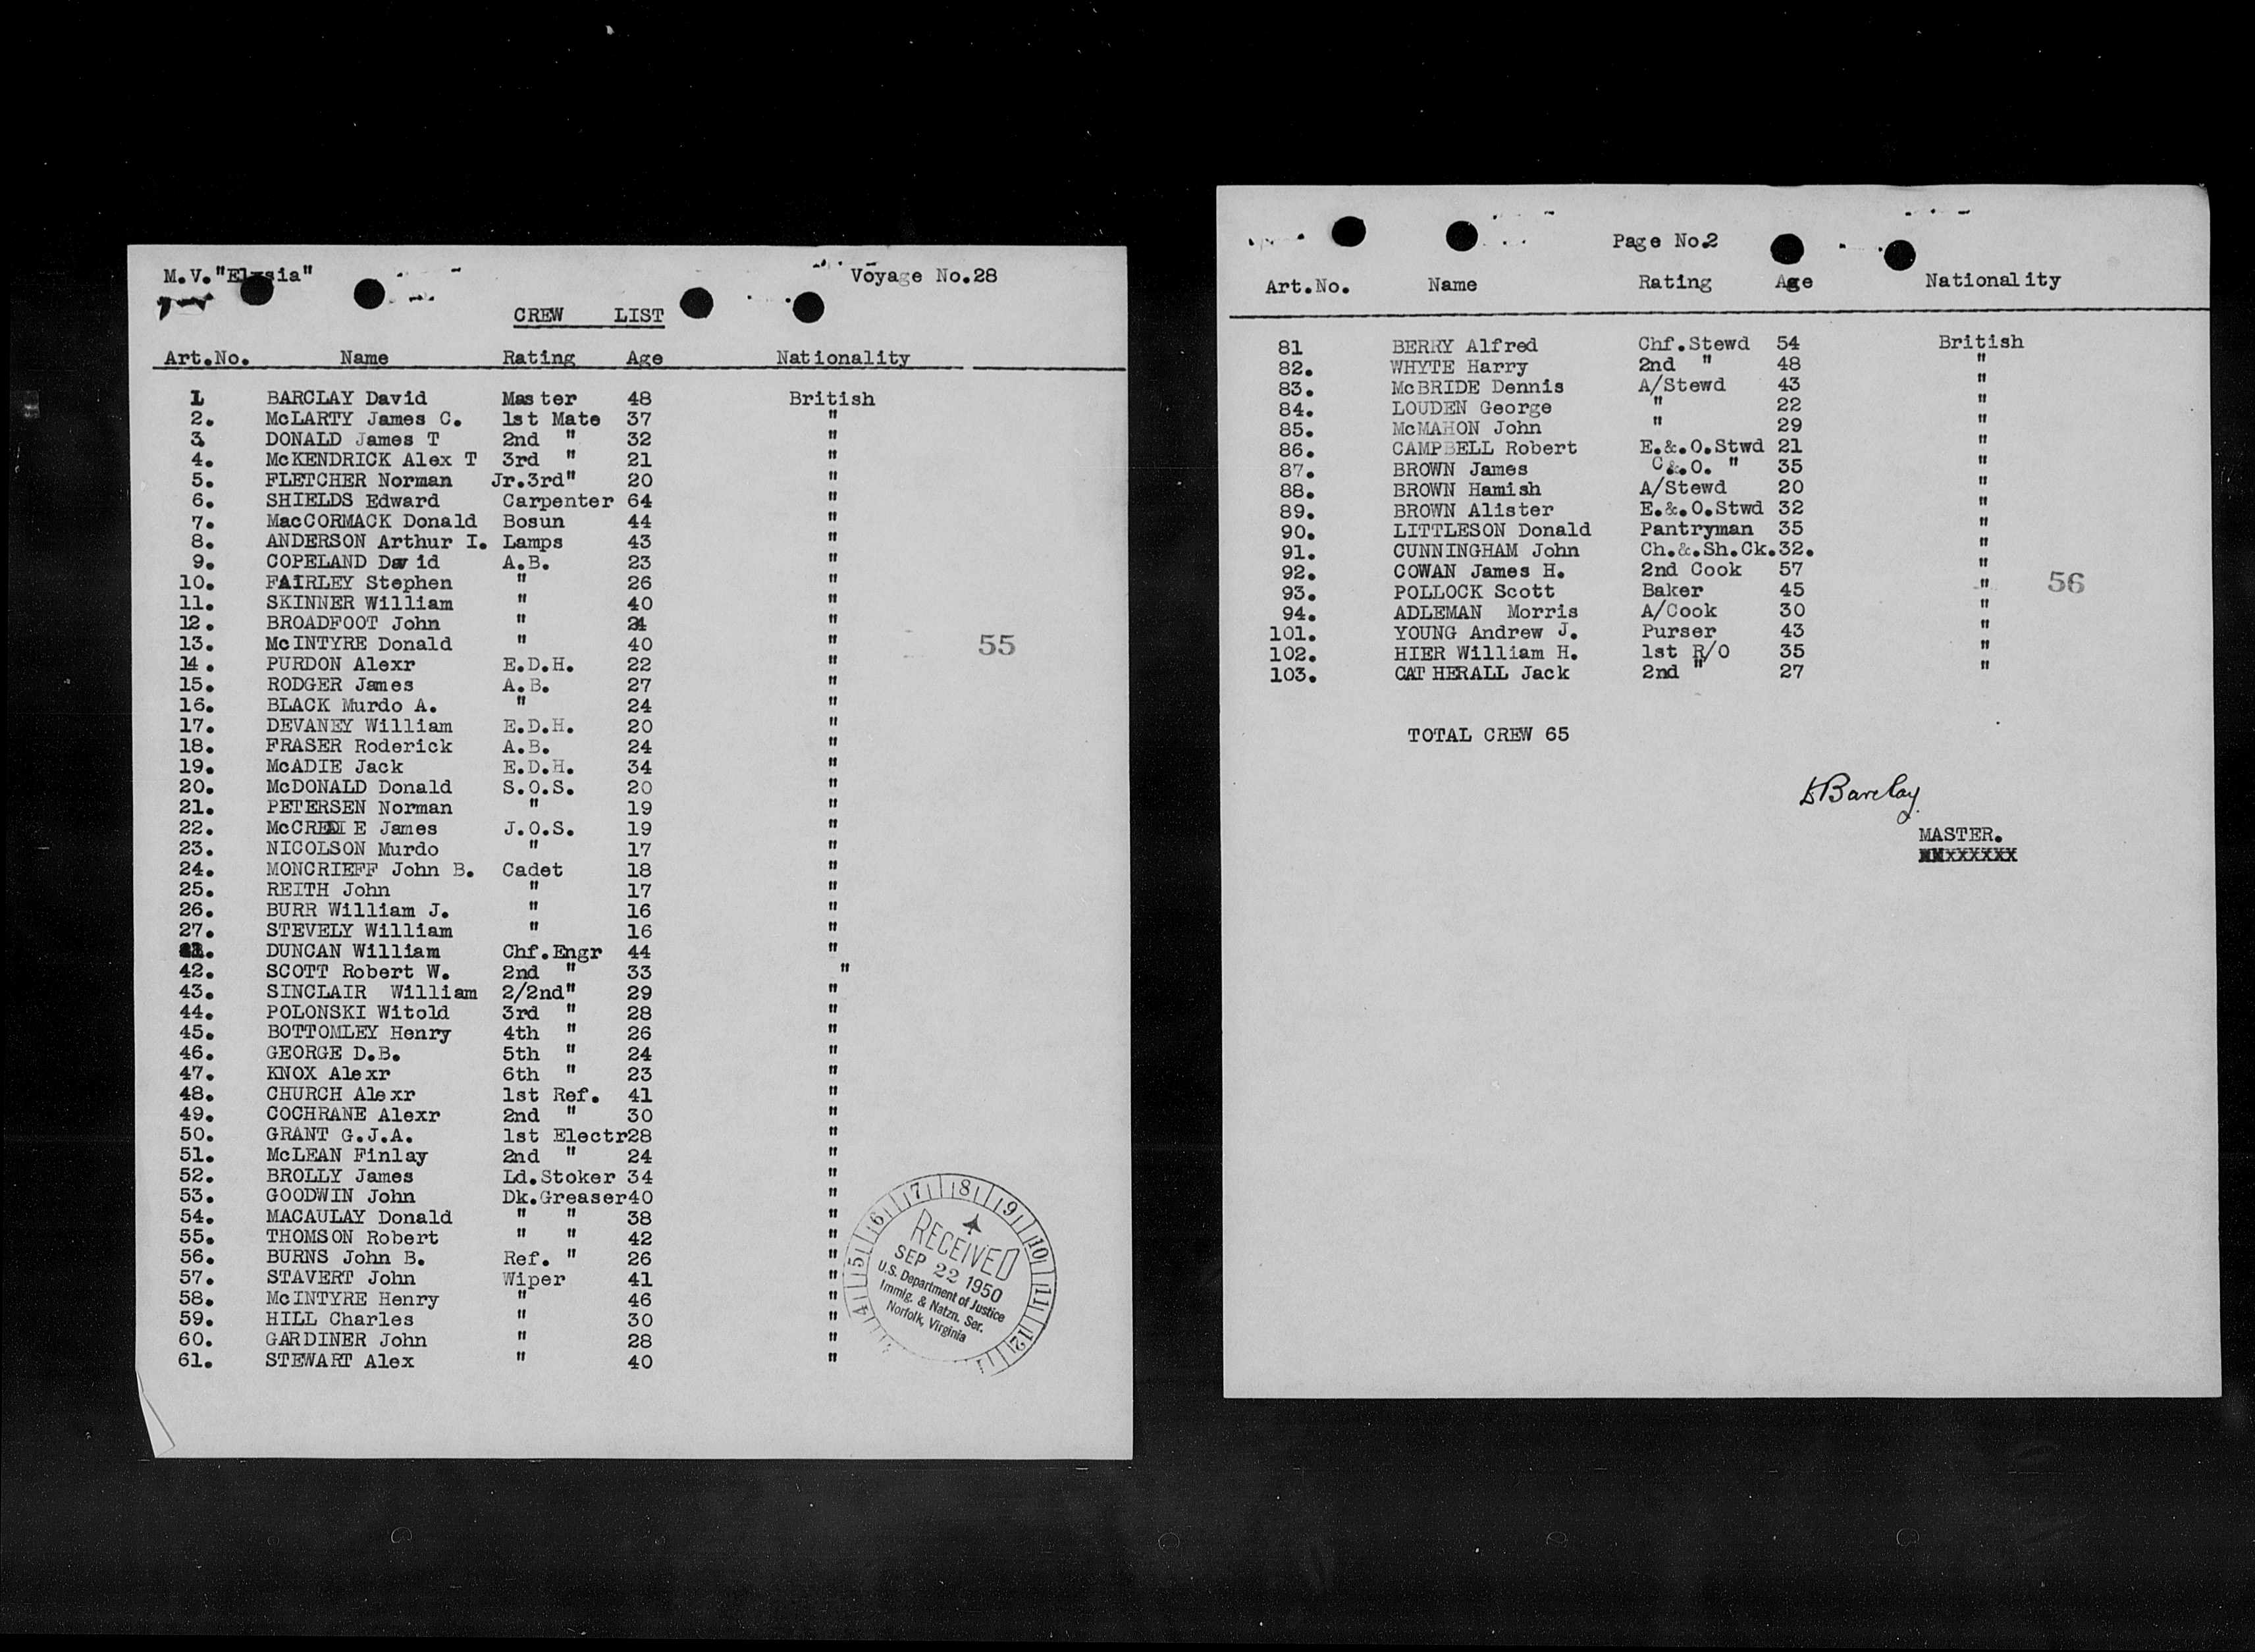 M.V."Elysia" Voyage No.28
CREW LIST
Art.No. Name Rating Age Nationality
1 BARCLAY David Master 48 British
2. McLARTY James C. 1st Mate 37 "
3. DONALD James T 2nd " 32 "
4. McKENDRICK Alex T 3rd " 21 "
5. FLETCHER Norman Jr.3rd" 20 "
6. SHIELDS Edward Carpenter 64 "
7. MacCORMACK Donald Bosun 44 "
8. ANDERSON Arthur I. Lamps 43 "
9. COPELAND David A.B. 23 "
10. FAIRLEY Stephen " 26 "
11. SKINNER William " 40 "
12. BROADFOOT John " 24 "
13. McINTYRE Donald " 40 "
55
14. PURDON Alexr E.D.H. 22 "
15. RODGER James A.B. 27 "
16. BLACK Murdo A. " 24 "
17. DEVANEY William E.D.H. 20 "
18. FRASER Roderick A.B. 24 "
19. McADIE Jack E.D.H. 34 "
20. McDONALD Donald S.O.S. 20 "
21. PETERSEN Norman " 19 "
22. McCREDIE James J.O.S. 19 "
23. NICOLSON Murdo " 17 "
24. MONCRIEFF John B. Cadet 18 "
25. REITH John " 17 "
26. BURR William J. " 16 "
27. STEVELY William " 16 "
DUNCAN William Chf.Engr 44 "
42. SCOTT Robert W. 2nd " 33 "
43. SINCLAIR William 2/2nd" 29 "
44. POLONSKI Witold 3rd " 28 "
45. BOTTOMLEY Henry 4th " 26 "
46. GEORGE D.B. 5th " 24 "
47. KNOX Alexr 6th " 23 "
48. CHURCH Alexr 1st Ref. 41 "
49. COCHRANE Alexr 2nd " 30 "
50. GRANT G.J.A. 1st Electr28 "
51. McLEAN Finlay 2nd " 24 "
52. BROLLY James Ld.Stoker 34 "
53. GOODWIN John Dk.Greaser40 "
54. MACAULAY Donald " " 38 "
55. THOMSON Robert " " 42 "
56. BURNS John B. Ref. " 26 "
57. STAVERT John Wiper 41 "
58. McINTYRE Henry " 46 "
59. HILL Charles " 30 "
60. GARDINER John " 28 "
61. STEWART Alex " 40 "
4 5 6 7 8 9 10 11 12
RECEIVED
SEP 22 1950
U.S. Department of Justice
Immig. & Natzn. Ser.
Norfolk, Virginia
Page No.2
Art.No. Name Rating Age Nationality
81 BERRY Alfred Chf.Stewd 54 British
82. WHYTE Harry 2nd " 48 "
83. McBRIDE Dennis A/Stewd 43 "
84. LOUDEN George " 22 "
85. McMAHON John " 29 "
86. CAMPBELL Robert E.&.O.Stwd 21 "
87. BROWN James C&.O. " 35 "
88. BROWN Hamish A/Stewd 20 "
89. BROWN Alister E.&.O.Stwd 32 "
90. LITTLESON Donald Pantryman 35 "
91. CUNNINGHAM John Ch.&.Sh.Ck.32. "
92. COWAN James H. 2nd Cook 57 "
56
93. POLLOCK Scott Baker 45 "
94. ADLEMAN Morris A/Cook 30 "
101. YOUNG Andrew J. Purser 43 "
102. HIER William H. 1st R/O 35 "
103. CATHERALL Jack 2nd " 27 "
TOTAL CREW 65
D Barclay
MASTER.